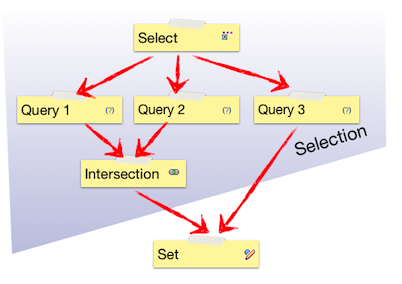 Select
Query 1
Query 2
Query 3
Selection
Intersection
Set